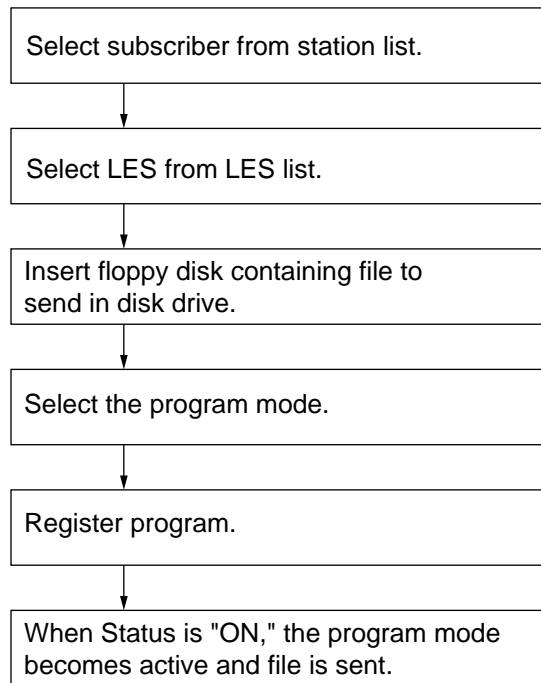 Select subscriber from station list.
Select LES from LES list.
Insert floppy disk containing file to
send in disk drive.
Select the program mode.
Register program.
When Status is "ON," the program mode
becomes active and file is sent.